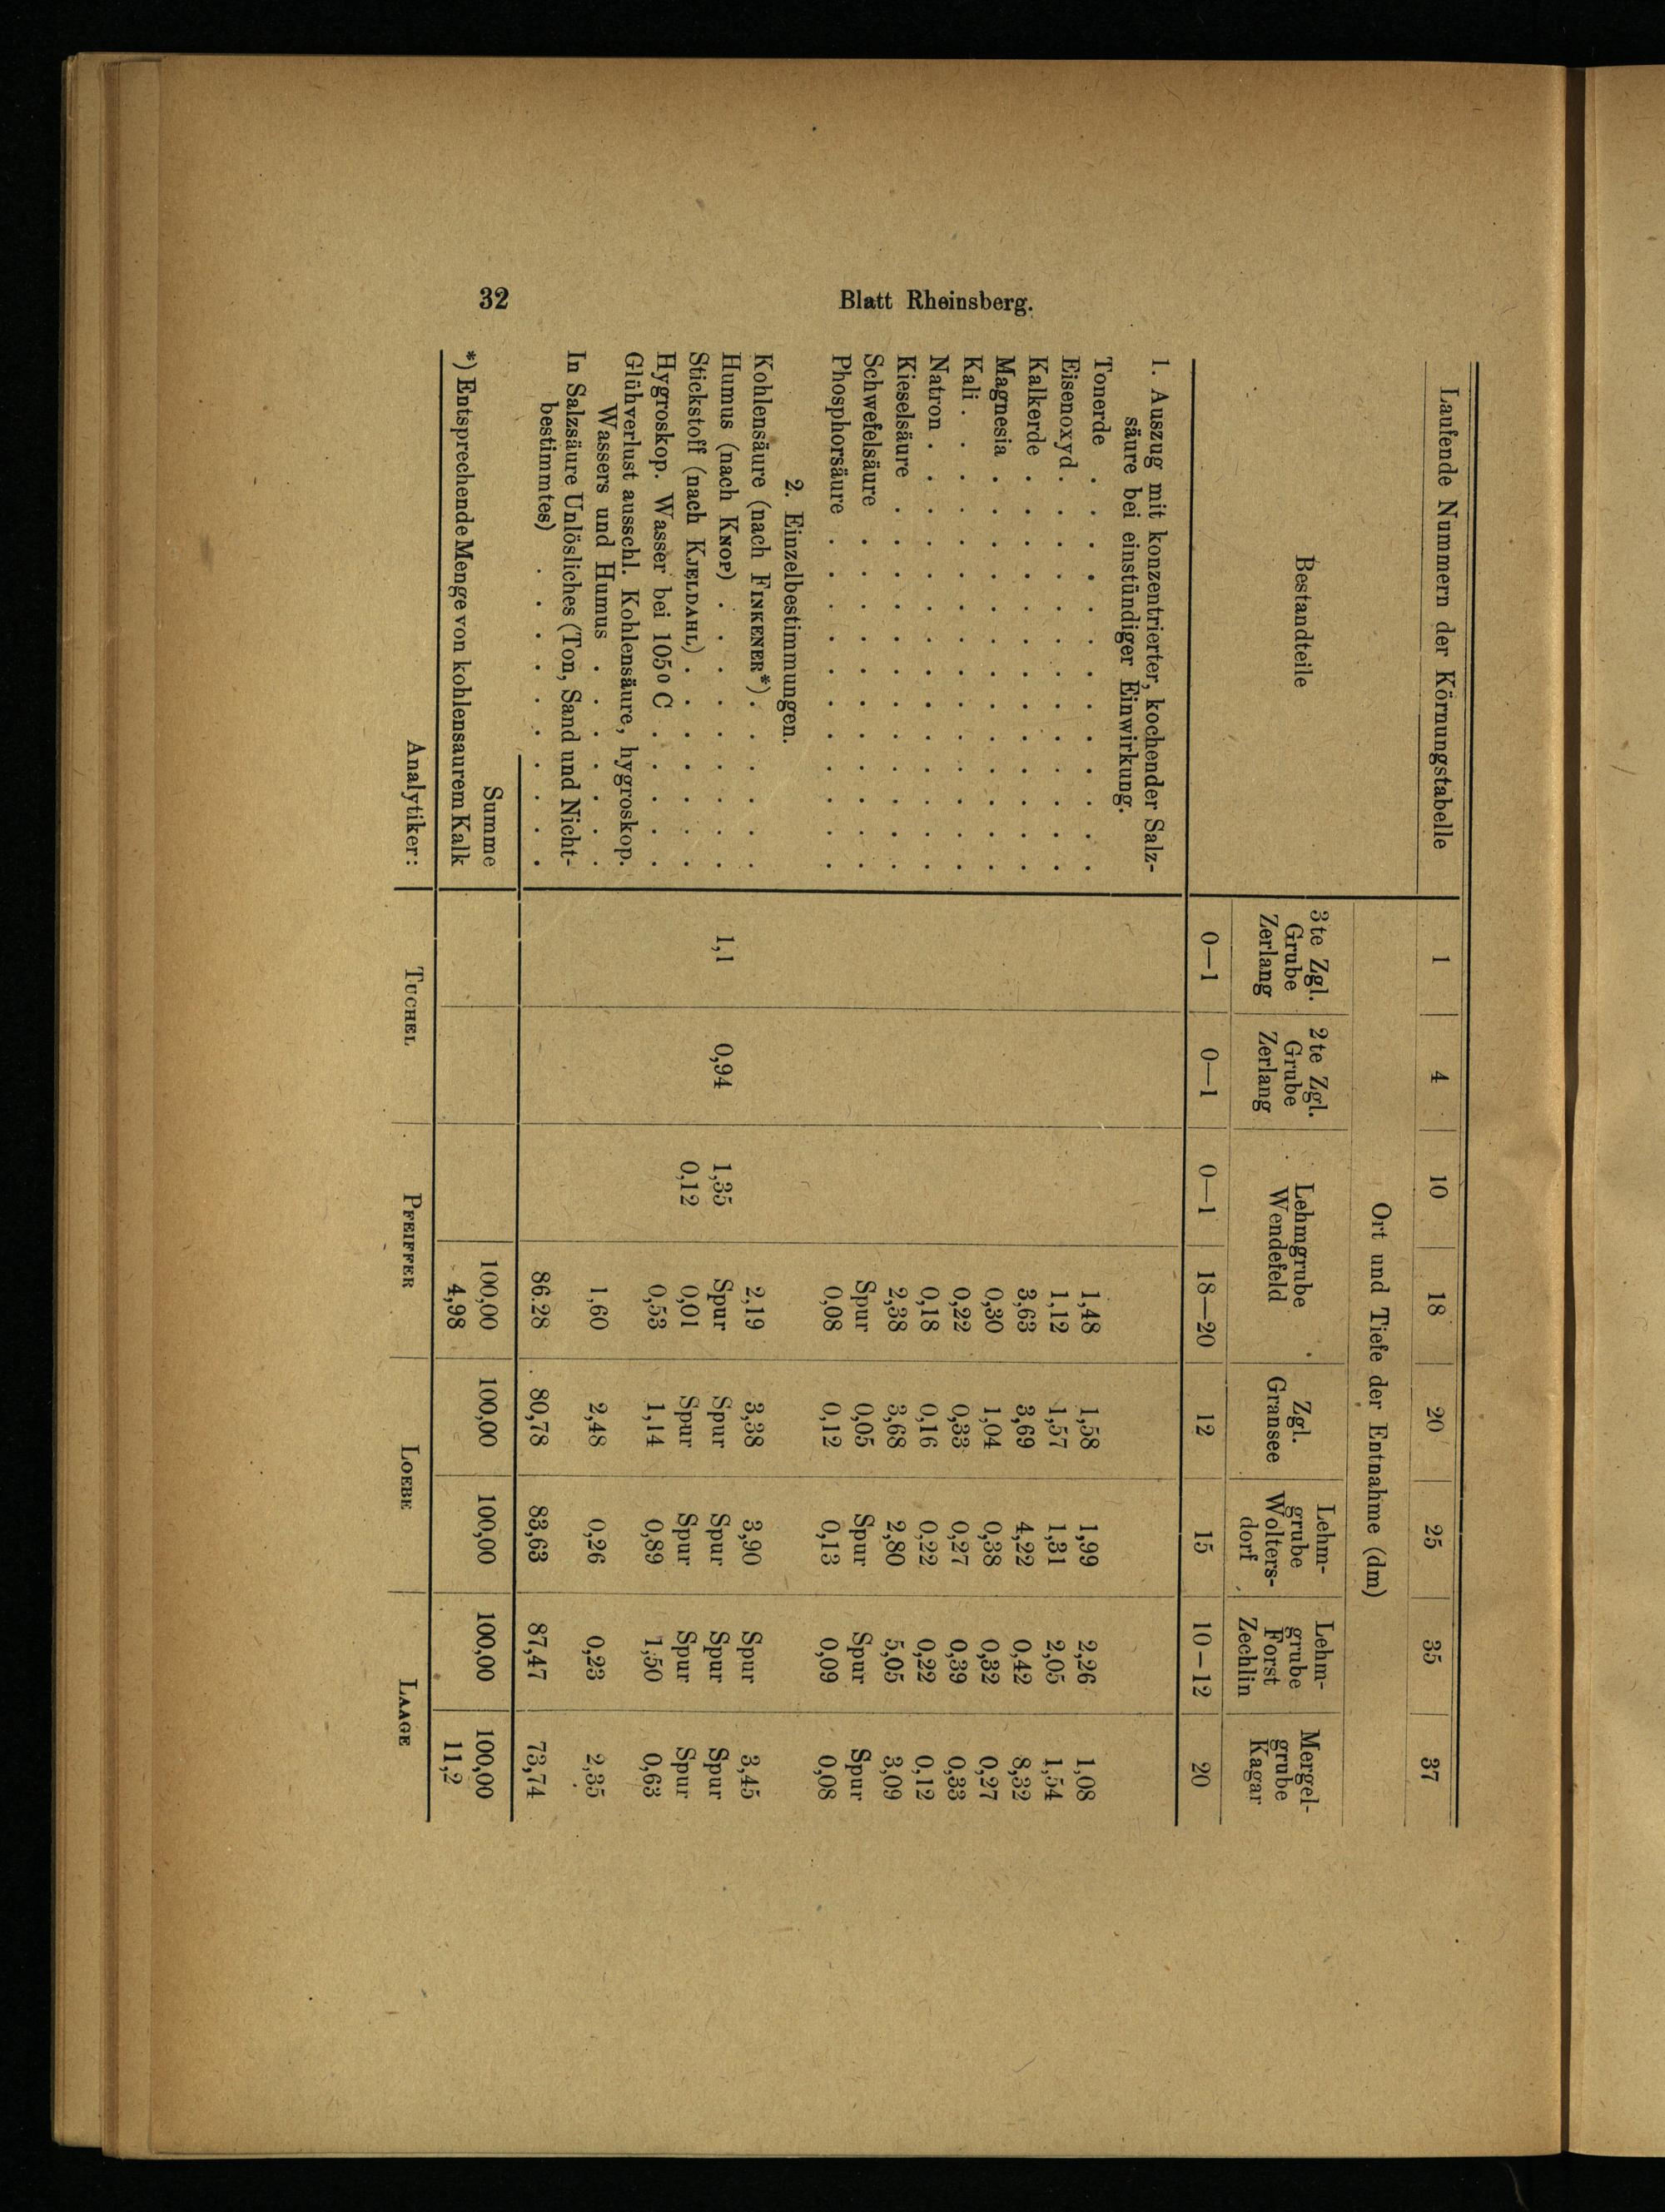 32 Blatt Rheinsberg.
Laufende Nummern der Körnungstabelle 1 4 10 18 20 25 35 37
Ort und Tiefe der Entnahme (dm)
Bestandteile
3te Zgl. Grube Zerlang
2te Zgl. Grube Zerlang
Lehmgrube Wendefeld
Zgl. Gransee
Lehm-
grube
Wolters-
dorf
Lehm-
grube
Forst
Zechlin
Mergel-
grube
Kagar
0—1 0—1 0—1 18—20 12 15 10—12 20
1. Auszug mit konzentrierter, kochender Salz-
säure bei einstündiger Einwirkung.
Tonerde . . . . . . . . . . . . . 1,48 1,58 1,99 2,26 1,08
Eisenoxyd . . . . . . . . . . . . . 1,12 1,57 1,31 2,05 1,54
Kalkerde . . . . . . . . . . . . . 3,63 3,69 4,22 0,42 8,32
Magnesia . . . . . . . . . . . . . 0,30 1,04 0,38 0,32 0,27
Kali . . . . . . . . . . . . . . . 0,22 0,33 0,27 0,39 0,33
Natron . . . . . . . . . . . . . . 0,18 0,16 0,22 0,22 0,12
Kieselsäure . . . . . . . . . . . . 2,38 3,68 2,80 5,05 3,09
Schwefelsäure . . . . . . . . . . . Spur 0,05 Spur Spur Spur
Phosphorsäure . . . . . . . . . . . 0,08 0,12 0,13 0,09 0,08
2. Einzelbestimmungen.
Kohlensäure (nach FINKENER*) . . . . . . 2,19 3,38 3,90 Spur 3,45
Humus (nach KNOP) . . . . . . . . . 1,1 0,94 1,35 Spur Spur Spur Spur Spur
Stickstoff (nach KJELDAHL) . . . . . . . 0,12 0,01 Spur Spur Spur Spur
Hygroskop. Wasser bei 105° C . . . . . 0,53 1,14 0,89 1,50 0,63
Glühverlust ausschl. Kohlensäure, hygroskop.
Wassers und Humus . . . . . . . 1,60 2,48 0,26 0,23 2,35
In Salzsäure Unlösliches (Ton, Sand und Nicht-
bestimmtes) . . . . . . . . . . 86.28 80,78 83,63 87,47 73,74
Summe 100,00 100,00 100,00 100,00 100,00
*) Entsprechende Menge von kohlensaurem Kalk 4,98 11,2
Analytiker: TUCHEL PFEIFFER LOEBE LAAGE